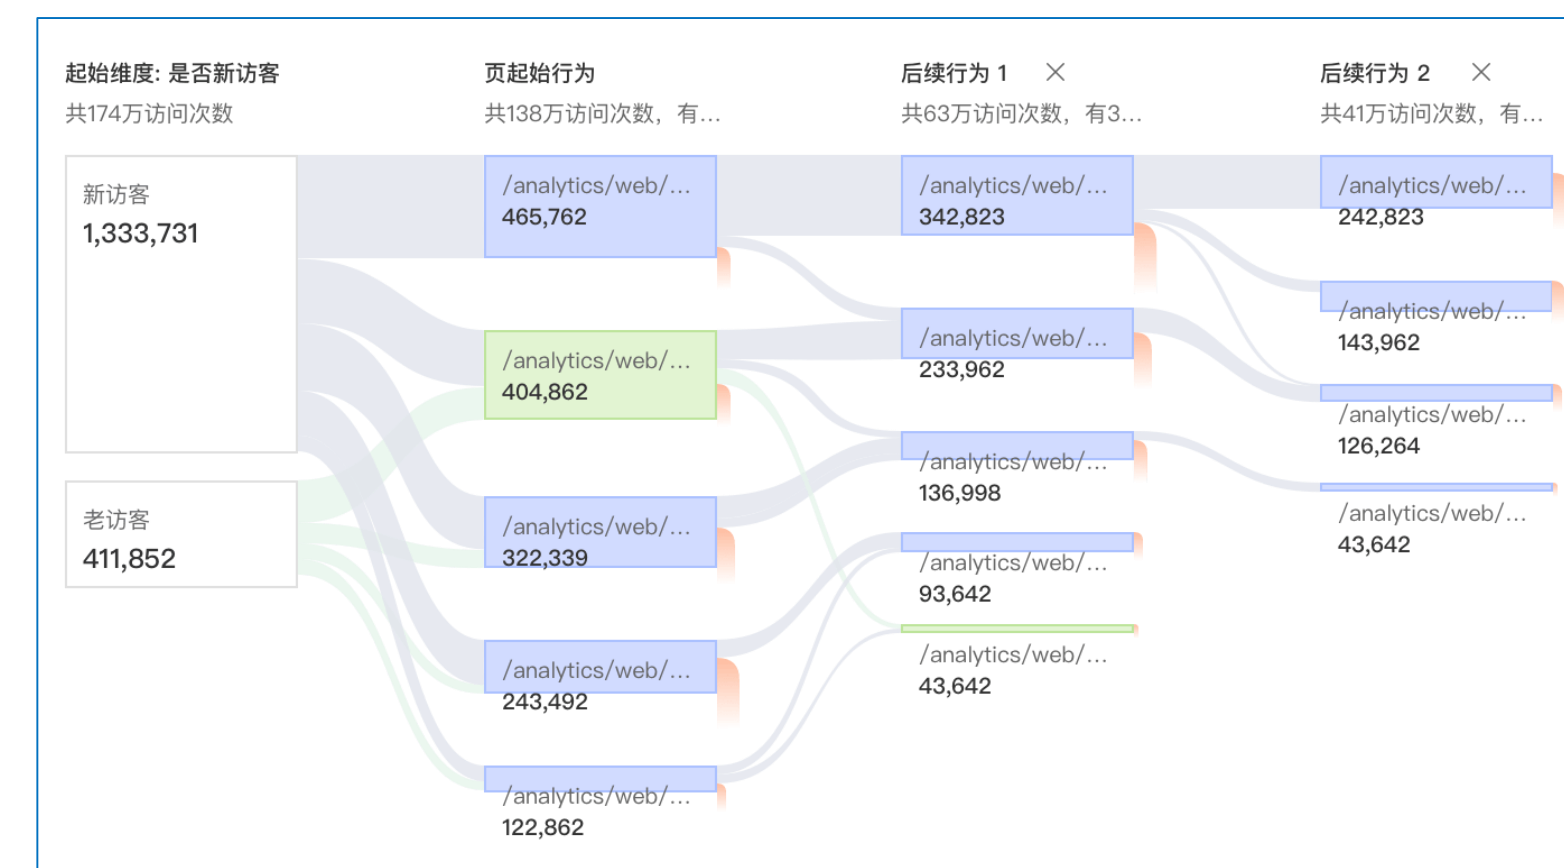 起始维度: 是否新访客
共174万访问次数
新访客
1,333,731
老访客
411,852
页起始行为
共138万访问次数，有…
/analytics/web/…
465,762
/analytics/web/…
404,862
/analytics/web/…
322,339
/analytics/web/…
243,492
/analytics/web/…
122,862
后续行为 1
共63万访问次数，有3…
/analytics/web/…
342,823
/analytics/web/…
233,962
/analytics/web/…
136,998
/analytics/web/…
93,642
/analytics/web/…
43,642
后续行为 2
共41万访问次数，有…
/analytics/web/…
242,823
/analytics/web/…
143,962
/analytics/web/…
126,264
/analytics/web/…
43,642